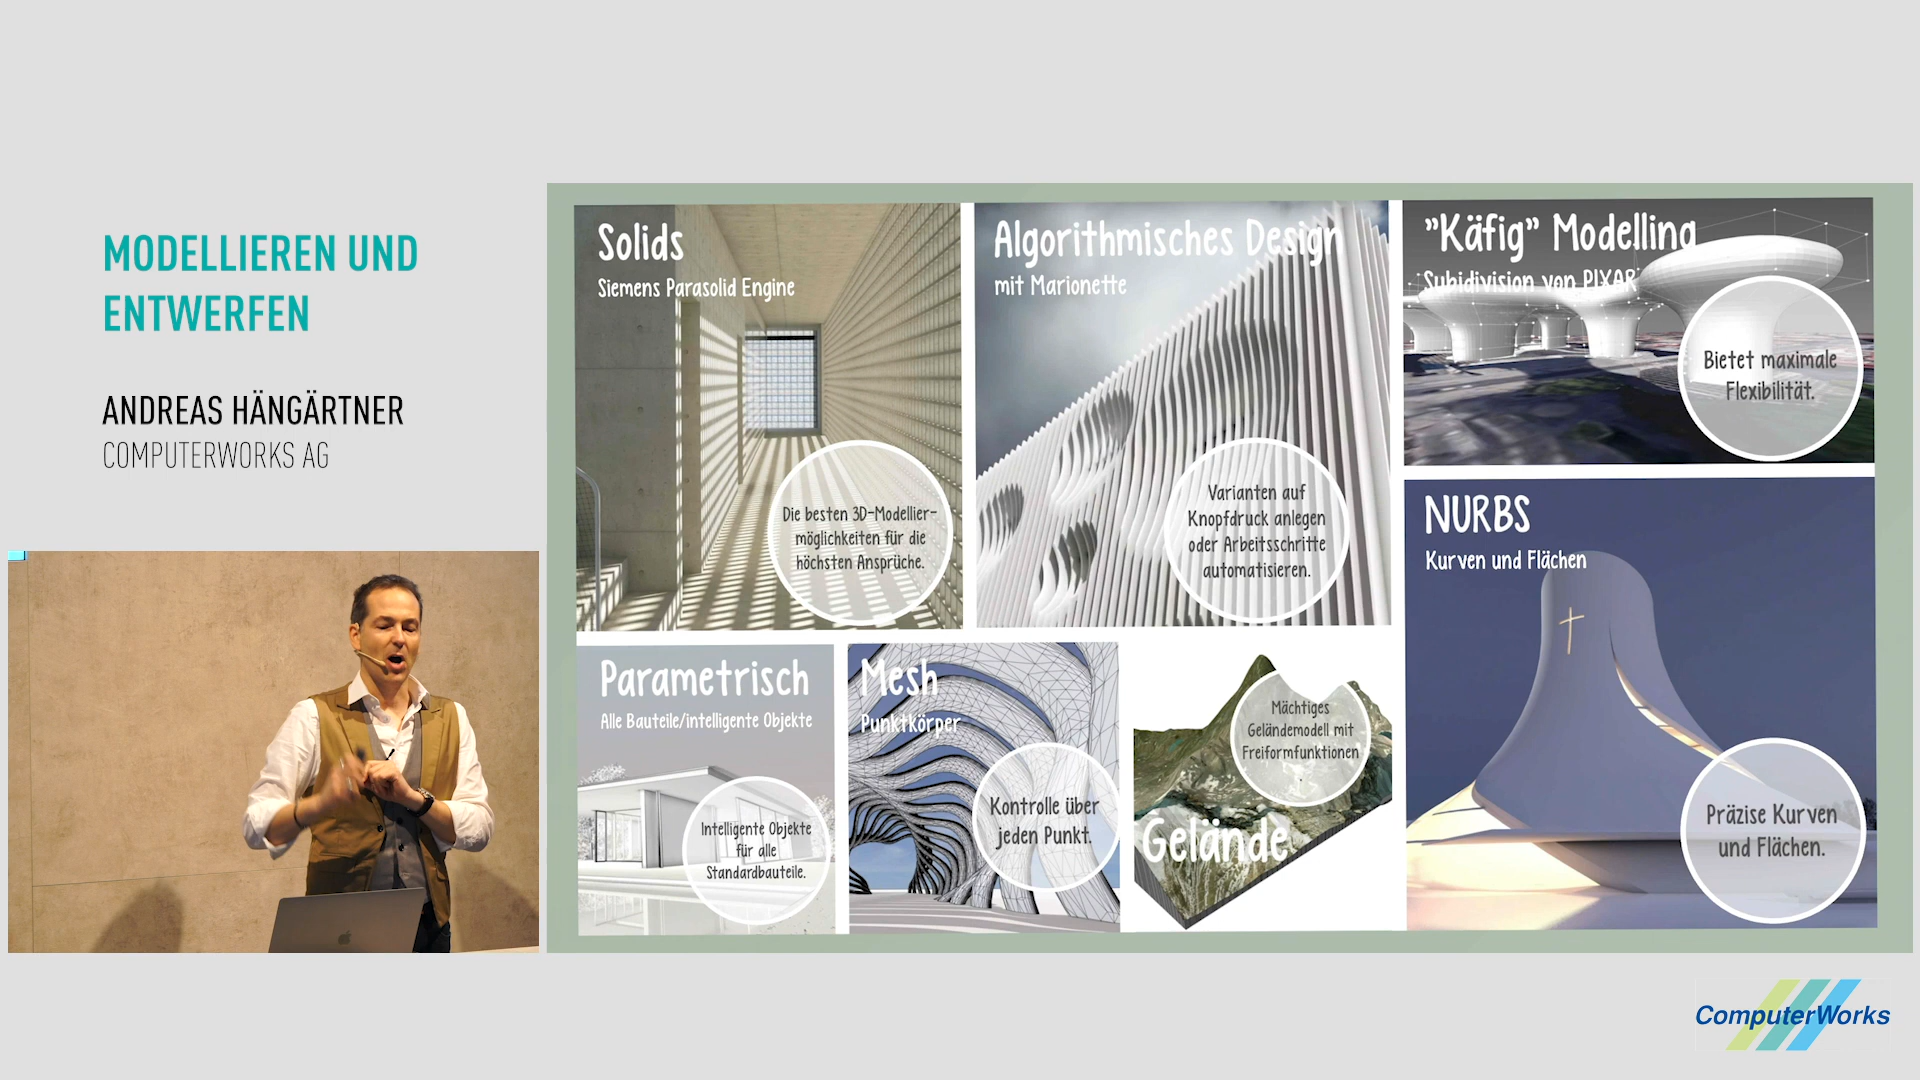 MODELLIEREN UND
ENTWERFEN
ANDREAS HÄNGÄRTNER
COMPUTERWORKS AG
Solids
Siemens Parasolid Engine
Die besten 3D-Modellier-
möglichkeiten für die
höchsten Ansprüche.
Algorithmisches Design
mit Marionette
Varianten auf
Knopfdruck anlegen
oder Arbeitsschritte
automatisieren.
"Käfig" Modelling
Subidivision von PIXAR
Bietet maximale
Flexibilität.
NURBS
Kurven und Flächen
Präzise Kurven
und Flächen.
Parametrisch
Alle Bauteile/intelligente Objekte
Intelligente Objekte
für alle
Standardbauteile.
Mesh
Punktkörper
Kontrolle über
jeden Punkt.
Mächtiges
Geländemodell mit
Freiformfunktionen
Gelände
ComputerWorks